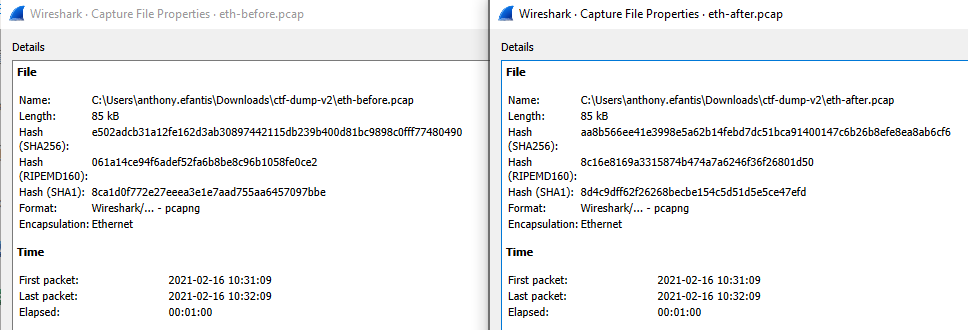 Wireshark · Capture File Properties · eth-before.pcap
Details
File
Name: C:\Users\anthony.efantis\Downloads\ctf-dump-v2\eth-before.pcap
Length: 85 kB
Hash e502adcb31a12fe162d3ab30897442115db239b400d81bc9898c0fff77480490
(SHA256):
Hash 061a14ce94f6adef52fa6b8be8c96b1058fe0ce2
(RIPEMD160):
Hash (SHA1): 8ca1d0f772e27eeea3e1e7aad755aa6457097bbe
Format: Wireshark/... - pcapng
Encapsulation: Ethernet
Time
First packet: 2021-02-16 10:31:09
Last packet: 2021-02-16 10:32:09
Elapsed: 00:01:00
Wireshark · Capture File Properties · eth-after.pcap
Details
File
Name: C:\Users\anthony.efantis\Downloads\ctf-dump-v2\eth-after.pcap
Length: 85 kB
Hash aa8b566ee41e3998e5a62b14febd7dc51bca91400147c6b26b8efe8ea8ab6cf6
(SHA256):
Hash 8c16e8169a3315874b474a7a6246f36f26801d50
(RIPEMD160):
Hash (SHA1): 8d4c9dff62f26268becbe154c5d51d5e5ce47efd
Format: Wireshark/... - pcapng
Encapsulation: Ethernet
Time
First packet: 2021-02-16 10:31:09
Last packet: 2021-02-16 10:32:09
Elapsed: 00:01:00